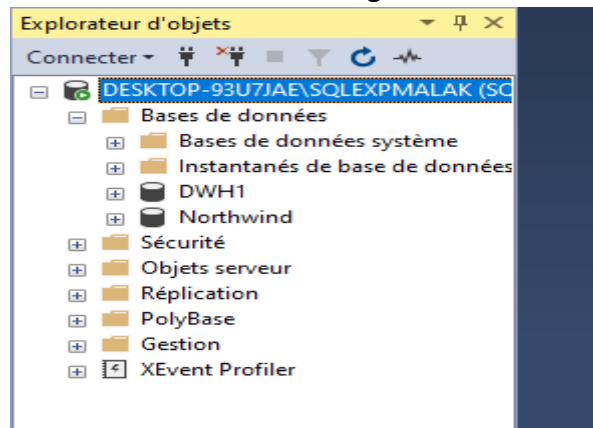 Explorateur d'objets
Connecter
DESKTOP-93U7JAE\SQLEXPMALAK (SQ
Bases de données
Bases de données système
Instantanés de base de données
DWH1
Northwind
Sécurité
Objets serveur
Réplication
PolyBase
Gestion
XEvent Profiler